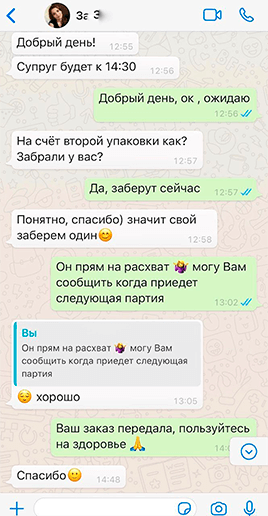 За З
Добрый день!
12:55
Супруг будет к 14:30
12:56
Добрый день, ок , ожидаю
12:56
На счёт второй упаковки как?
Забрали у вас?
12:57
Да, заберут сейчас
12:57
Понятно, спасибо) значит свой
заберем один😊
12:58
Он прям на расхват 🤷‍♀️ могу Вам
сообщить когда приедет
следующая партия
13:02
Вы
Он прям на расхват 🤷‍♀️ могу Вам
сообщить когда приедет следующая
партия
😌 хорошо
13:05
Ваш заказ передала, пользуйтесь
на здоровье 🙏
Спасибо🙂
14:48